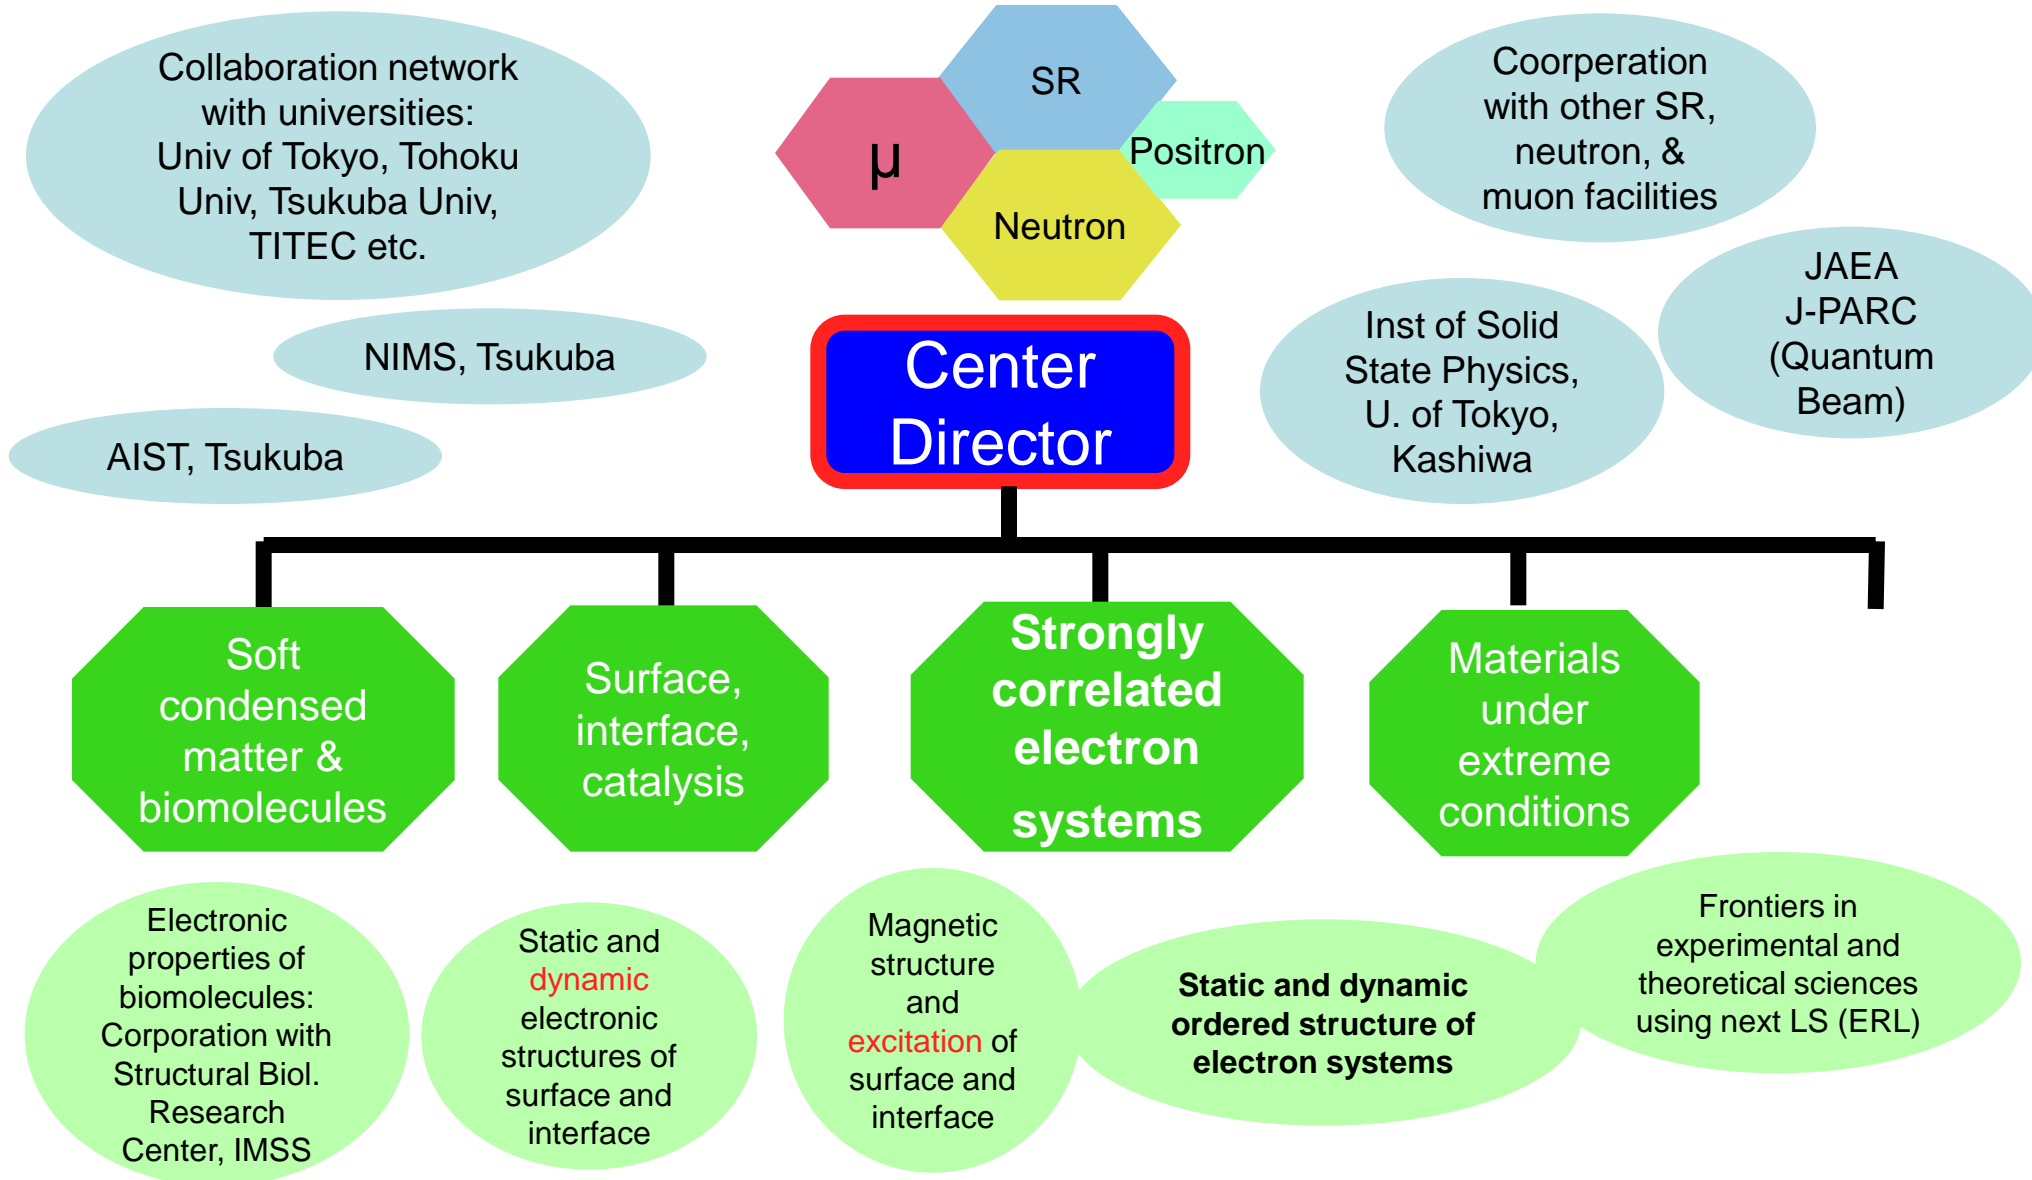 Collaboration network
with universities:
Univ of Tokyo, Tohoku
Univ, Tsukuba Univ,
TITEC etc.
NIMS, Tsukuba
AIST, Tsukuba
SR
μ
Positron
Neutron
Center
Director
Coorperation
with other SR,
neutron, &
muon facilities
JAEA
J-PARC
(Quantum
Beam)
Inst of Solid
State Physics,
U. of Tokyo,
Kashiwa
Soft
condensed
matter &
biomolecules
Surface,
interface,
catalysis
Strongly
correlated
electron
systems
Materials
under
extreme
conditions
Electronic
properties of
biomolecules:
Corporation with
Structural Biol.
Research
Center, IMSS
Static and
dynamic
electronic
structures of
surface and
interface
Magnetic
structure
and
excitation of
surface and
interface
Static and dynamic
ordered structure of
electron systems
Frontiers in
experimental and
theoretical sciences
using next LS (ERL)